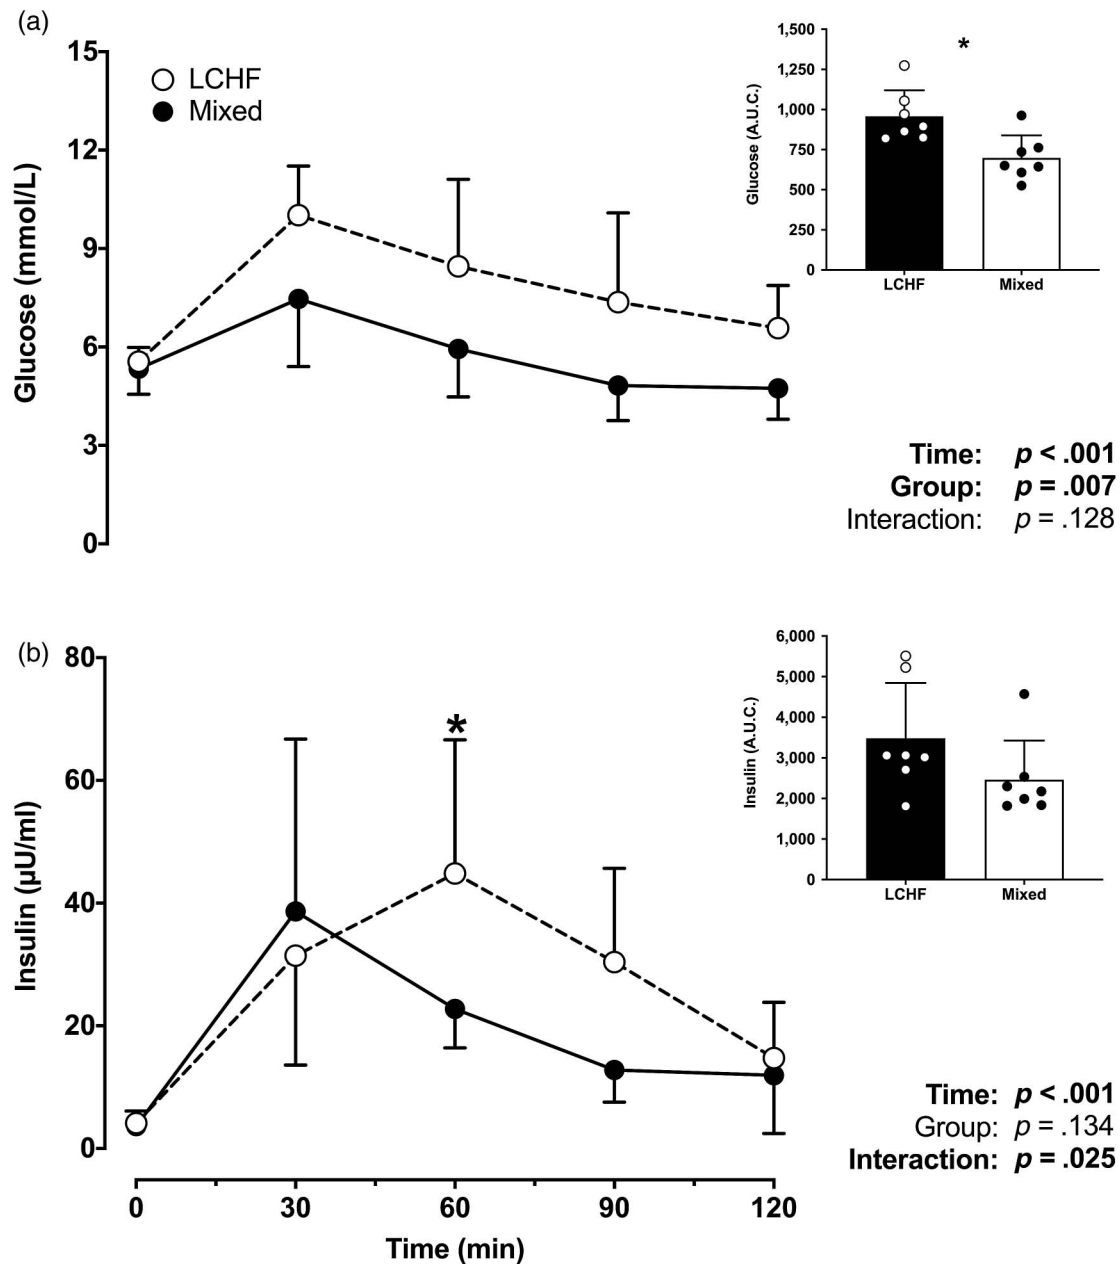 (a)
15
12
9
6
3
0
Glucose (mmol/L)
LCHF
Mixed
1,500
1,250
1,000
750
500
250
0
Glucose (A.U.C.)
*
LCHF Mixed
Time: p < .001
Group: p = .007
Interaction: p = .128
(b)
80
60
40
20
0
Insulin (µU/ml)
*
0 30 60 90 120
Time (min)
6,000
5,000
4,000
3,000
2,000
1,000
0
Insulin (A.U.C.)
LCHF Mixed
Time: p < .001
Group: p = .134
Interaction: p = .025